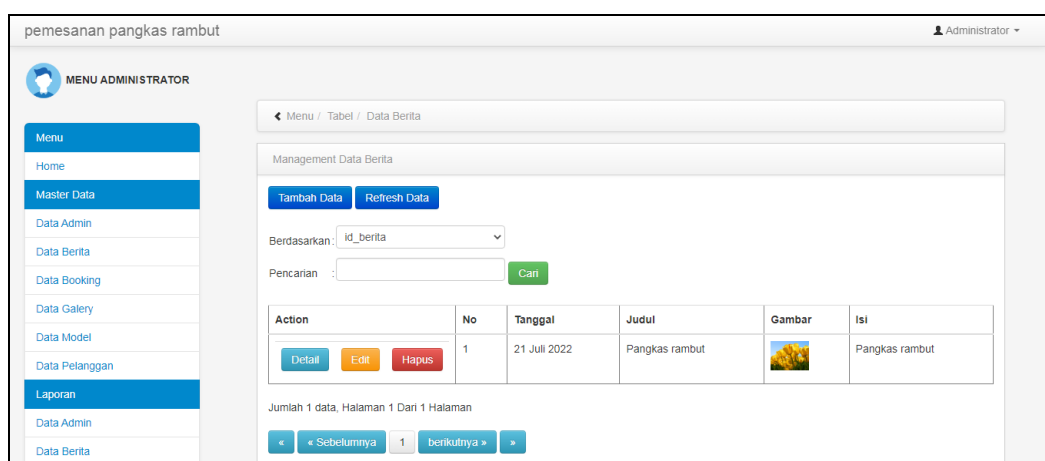 pemesanan pangkas rambut
Administrator
MENU ADMINISTRATOR
Menu
Home
Master Data
Data Admin
Data Berita
Data Booking
Data Galery
Data Model
Data Pelanggan
Laporan
Data Admin
Data Berita
Menu / Tabel / Data Berita
Management Data Berita
Tambah Data Refresh Data
Berdasarkan : id_berita
Pencarian : Cari
Action No Tanggal Judul Gambar Isi
Detail Edit Hapus 1 21 Juli 2022 Pangkas rambut Pangkas rambut
Jumlah 1 data, Halaman 1 Dari 1 Halaman
« « Sebelumnya 1 berikutnya » »